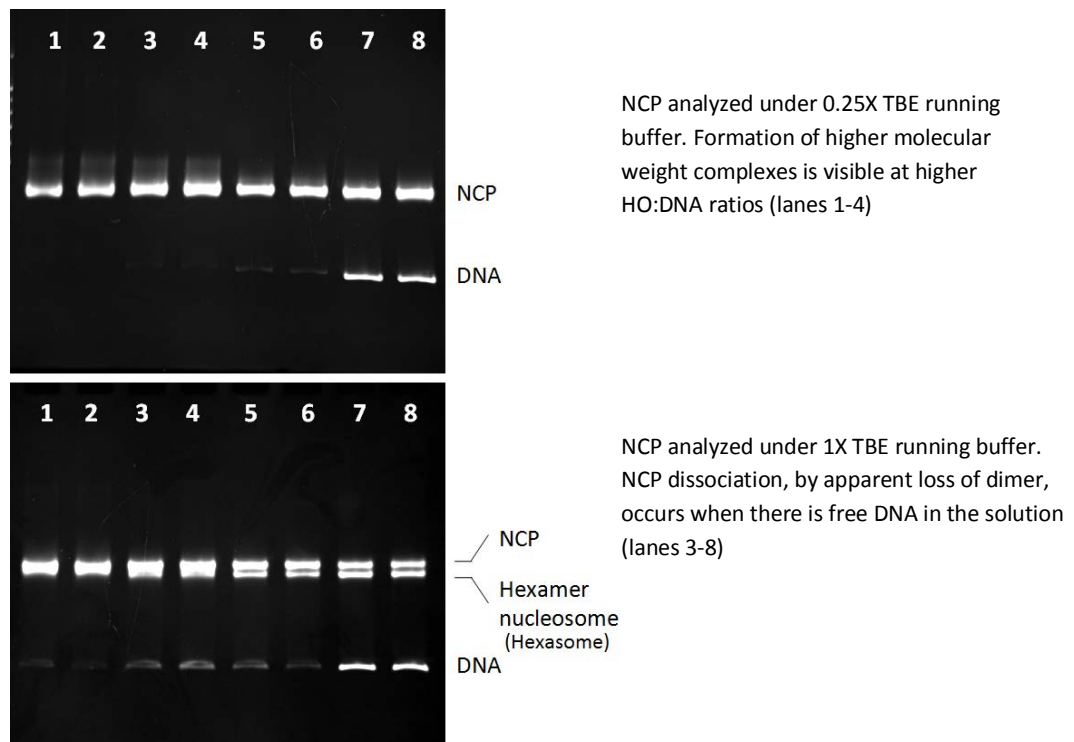 1 2 3 4 5 6 7 8
NCP
DNA
NCP analyzed under 0.25X TBE running
buffer. Formation of higher molecular
weight complexes is visible at higher
HO:DNA ratios (lanes 1-4)
1 2 3 4 5 6 7 8
NCP
Hexamer
nucleosome
(Hexasome)
DNA
NCP analyzed under 1X TBE running buffer.
NCP dissociation, by apparent loss of dimer,
occurs when there is free DNA in the solution
(lanes 3-8)